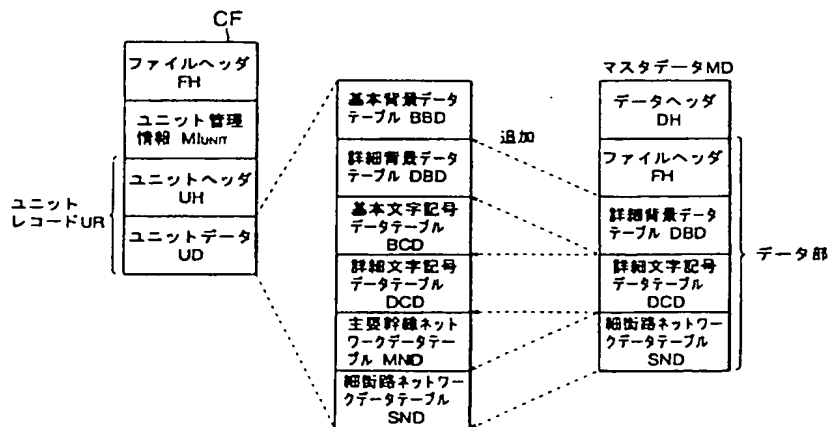 CF
ファイルヘッダ
FH
ユニット管理
情報 MIUNIT
ユニットヘッダ
UH
ユニットデータ
UD
ユニット
レコードUR
基本背景データ
テーブル BBD
詳細背景データ
テーブル DBD
基本文字記号
データテーブル
BCD
詳細文字記号
データテーブル
DCD
主要幹線ネット
ワークデータテー
ブル MND
細街路ネットワー
クデータテーブル
SND
追加
マスタデータMD
データヘッダ
DH
ファイルヘッダ
FH
詳細背景データ
テーブル DBD
詳細文字記号
データテーブル
DCD
細街路ネットワー
クデータテーブル
SND
データ部